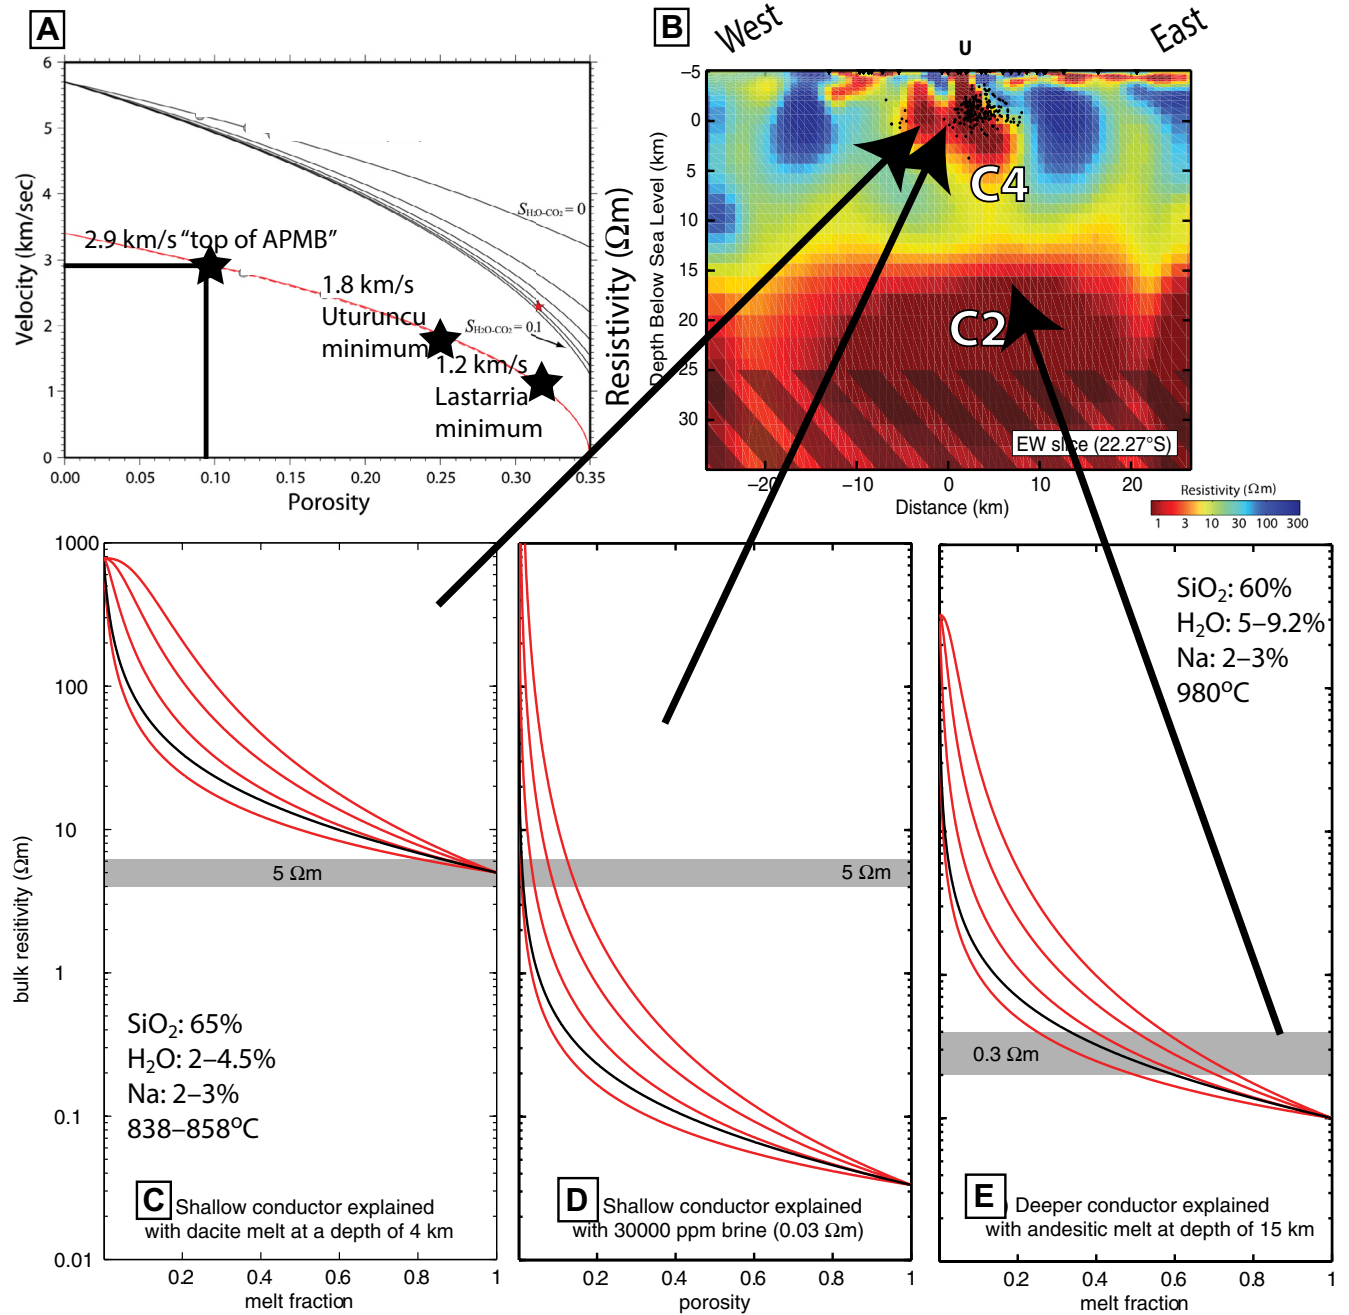 A
6
5
4
3
2
1
0
Velocity (km/sec)
2.9 km/s “top of APMB”
1.8 km/s
Uturuncu
minimum
1.2 km/s
Lastarria
minimum
S_H2O-CO2 = 0
S_H2O-CO2 = 0.1
0.00 0.10 0.15 0.20 0.25 0.30 0.35
Porosity
B
West
U
East
Resistivity (Ωm)
Depth Below Sea Level (km)
−5
0
5
10
15
20
25
30
C4
C2
EW slice (22.27°S)
−20 −10 0 10 20
Distance (km)
Resistivity (Ωm)
1 3 10 30 100 300
bulk resitivity (Ωm)
1000
100
10
1
0.1
0.01
5 Ωm
SiO₂: 65%
H₂O: 2–4.5%
Na: 2–3%
838–858°C
C Shallow conductor explained
with dacite melt at a depth of 4 km
0.2 0.4 0.6 0.8 1
melt fraction
5 Ωm
D Shallow conductor explained
with 30000 ppm brine (0.03 Ωm)
0.2 0.4 0.6 0.8 1
porosity
SiO₂: 60%
H₂O: 5–9.2%
Na: 2–3%
980°C
0.3 Ωm
E ) Deeper conductor explained
with andesitic melt at depth of 15 km
0.2 0.4 0.6 0.8 1
melt fraction